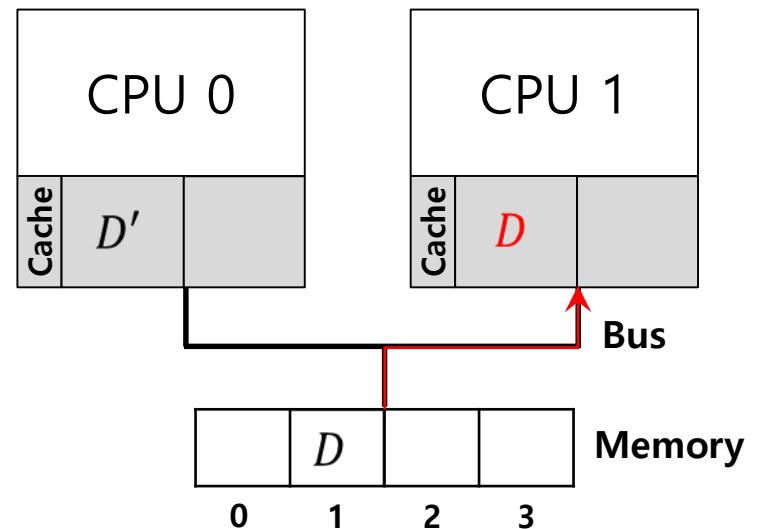 CPU 0
CPU 1
Cache
D′
Cache
D
Bus
D
Memory
0 1 2 3